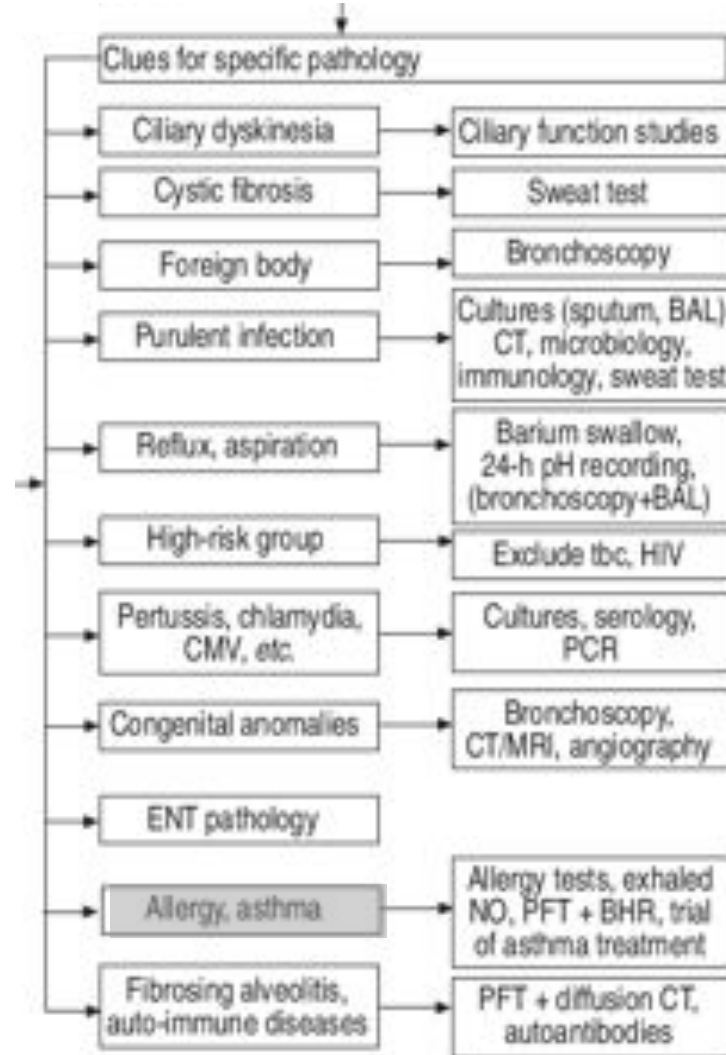 Clues for specific pathology
Ciliary dyskinesia
Ciliary function studies
Cystic fibrosis
Sweat test
Foreign body
Bronchoscopy
Purulent infection
Cultures (sputum, BAL)
CT, microbiology,
immunology, sweat test
Reflux, aspiration
Barium swallow,
24-h pH recording,
(bronchoscopy+BAL)
High-risk group
Exclude tbc, HIV
Pertussis, chlamydia,
CMV, etc.
Cultures, serology,
PCR
Congenital anomalies
Bronchoscopy,
CT/MRI, angiography
ENT pathology
Allergy, asthma
Allergy tests, exhaled
NO, PFT + BHR, trial
of asthma treatment
Fibrosing alveolitis,
auto-immune diseases
PFT + diffusion CT,
autoantibodies